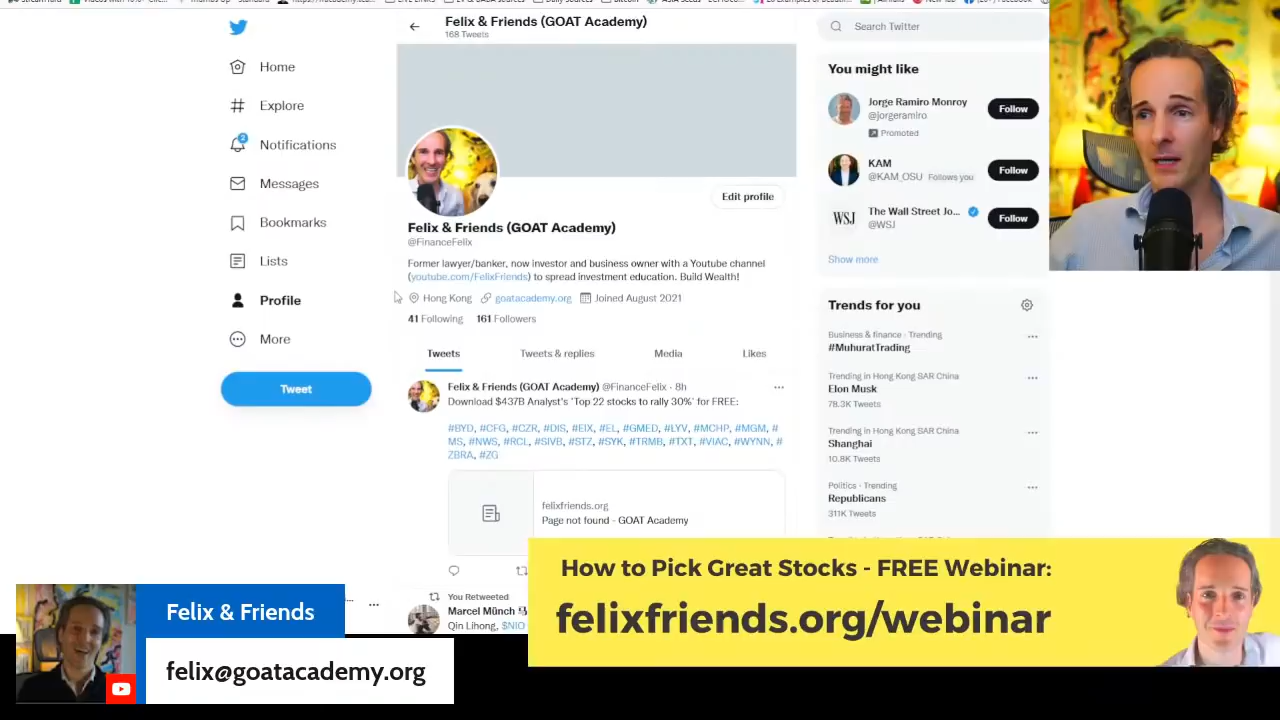 Felix & Friends (GOAT Academy)
168 Tweets
Search Twitter
Home
Explore
2
Notifications
Messages
Bookmarks
Lists
Profile
More
Tweet
Edit profile
Felix & Friends (GOAT Academy)
@FinanceFelix
Former lawyer/banker, now investor and business owner with a Youtube channel
(youtube.com/FelixFriends) to spread investment education. Build Wealth!
Hong Kong goatacademy.org Joined August 2021
41 Following 161 Followers
Tweets Tweets & replies Media Likes
Felix & Friends (GOAT Academy) @FinanceFelix · 8h
Download $437B Analyst's 'Top 22 stocks to rally 30%' for FREE:
#BYD, #CFG, #CZR, #DIS, #EIX, #EL, #GMED, #LYV, #MCHP, #MGM, #
MS, #NWS, #RCL, #SIVB, #STZ, #SYK, #TRMB, #TXT, #VIAC, #WYNN, #
ZBRA, #ZG
felixfriends.org
Page not found - GOAT Academy
You Retweeted
Marcel Münch
Qin Lihong, $NIO
You might like
Jorge Ramiro Monroy
@jorgeramiro
Follow
Promoted
KAM
@KAM_OSU Follows you
Follow
The Wall Street Jo...
@WSJ
Follow
WSJ
Show more
Trends for you
Business & finance · Trending
#MuhuratTrading
Trending in Hong Kong SAR China
Elon Musk
78.3K Tweets
Trending in Hong Kong SAR China
Shanghai
10.8K Tweets
Politics · Trending
Republicans
311K Tweets
How to Pick Great Stocks - FREE Webinar:
felixfriends.org/webinar
Felix & Friends
felix@goatacademy.org